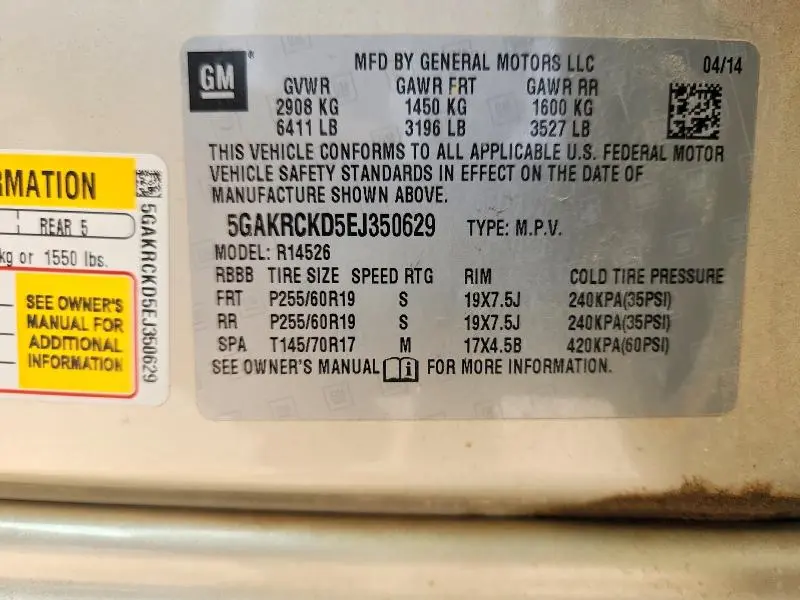 GM
MFD BY GENERAL MOTORS LLC 04/14
GVWR GAWR FRT GAWR RR
2908 KG 1450 KG 1600 KG
6411 LB 3196 LB 3527 LB
THIS VEHICLE CONFORMS TO ALL APPLICABLE U.S. FEDERAL MOTOR
VEHICLE SAFETY STANDARDS IN EFFECT ON THE DATE OF
MANUFACTURE SHOWN ABOVE.
5GAKRCKD5EJ350629 TYPE: M.P.V.
MODEL: R14526
RBBB TIRE SIZE SPEED RTG RIM COLD TIRE PRESSURE
FRT P255/60R19 S 19X7.5J 240KPA(35PSI)
RR P255/60R19 S 19X7.5J 240KPA(35PSI)
SPA T145/70R17 M 17X4.5B 420KPA(60PSI)
SEE OWNER'S MANUAL FOR MORE INFORMATION.
RMATION
REAR 5
kg or 1550 lbs.
SEE OWNER'S
MANUAL FOR
ADDITIONAL
INFORMATION
5GAKRCKD5EJ350629